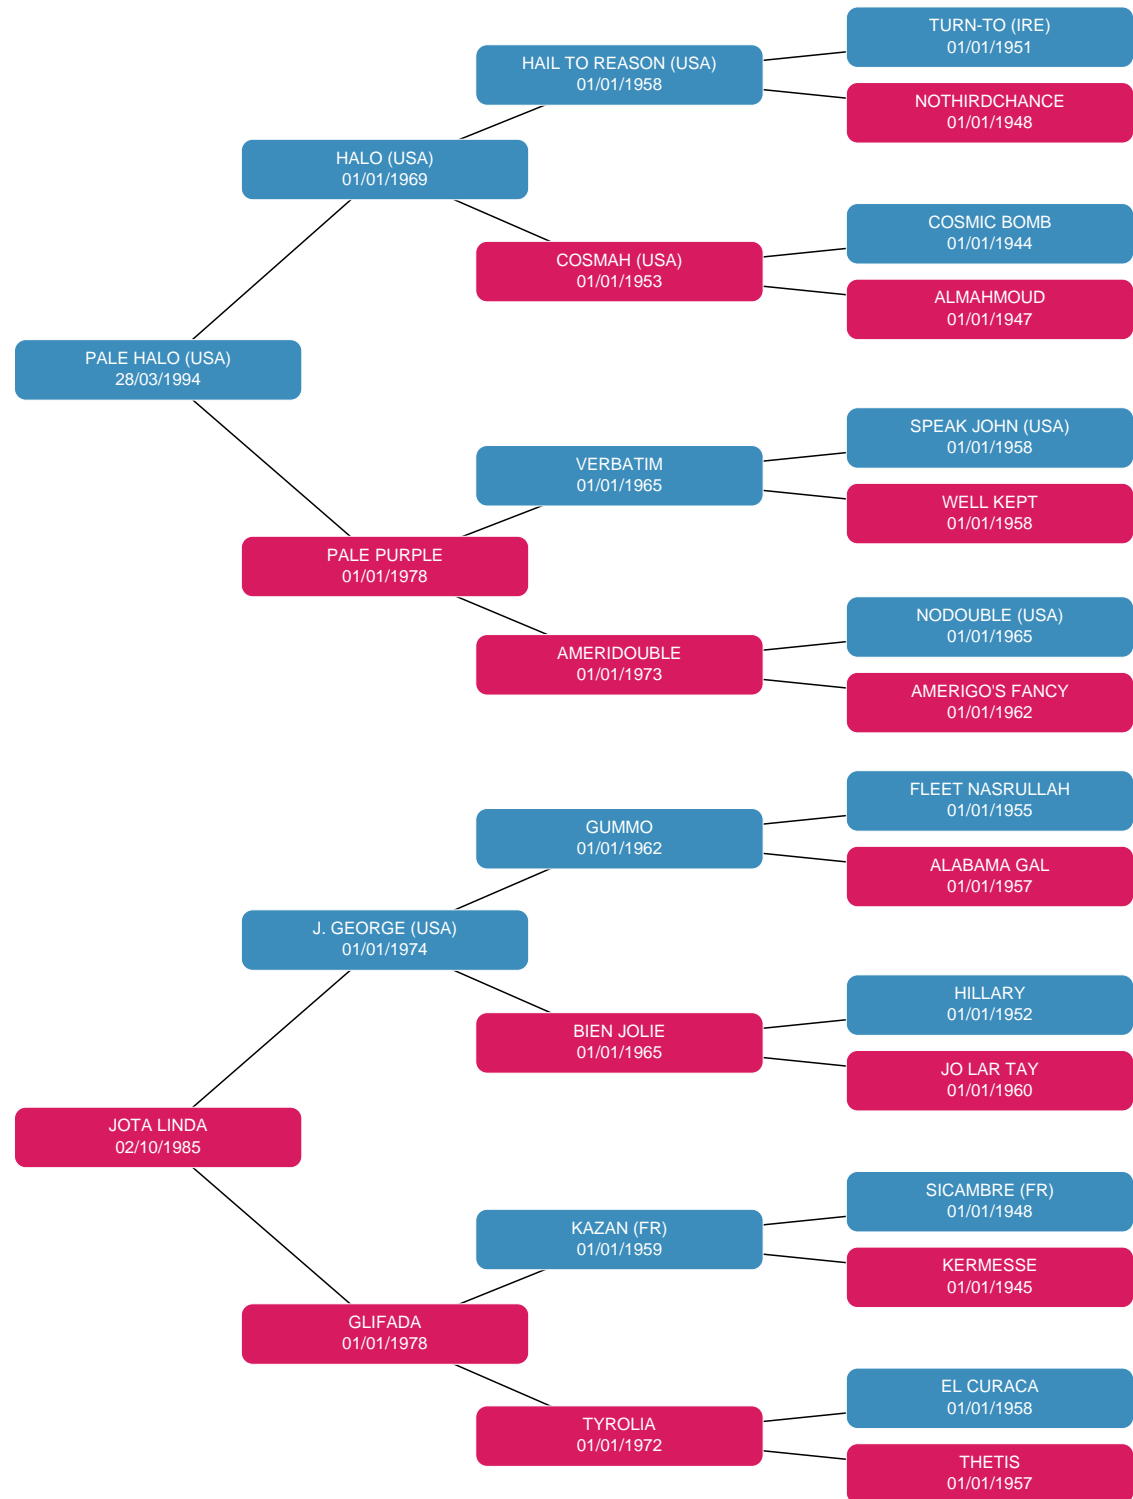 TURN-TO (IRE)
01/01/1951
HAIL TO REASON (USA)
01/01/1958
NOTHIRDCHANCE
01/01/1948
HALO (USA)
01/01/1969
COSMIC BOMB
01/01/1944
COSMAH (USA)
01/01/1953
ALMAHMOUD
01/01/1947
PALE HALO (USA)
28/03/1994
SPEAK JOHN (USA)
01/01/1958
VERBATIM
01/01/1965
WELL KEPT
01/01/1958
PALE PURPLE
01/01/1978
NODOUBLE (USA)
01/01/1965
AMERIDOUBLE
01/01/1973
AMERIGO'S FANCY
01/01/1962
FLEET NASRULLAH
01/01/1955
GUMMO
01/01/1962
ALABAMA GAL
01/01/1957
J. GEORGE (USA)
01/01/1974
HILLARY
01/01/1952
BIEN JOLIE
01/01/1965
JO LAR TAY
01/01/1960
JOTA LINDA
02/10/1985
SICAMBRE (FR)
01/01/1948
KAZAN (FR)
01/01/1959
KERMESSE
01/01/1945
GLIFADA
01/01/1978
EL CURACA
01/01/1958
TYROLIA
01/01/1972
THETIS
01/01/1957